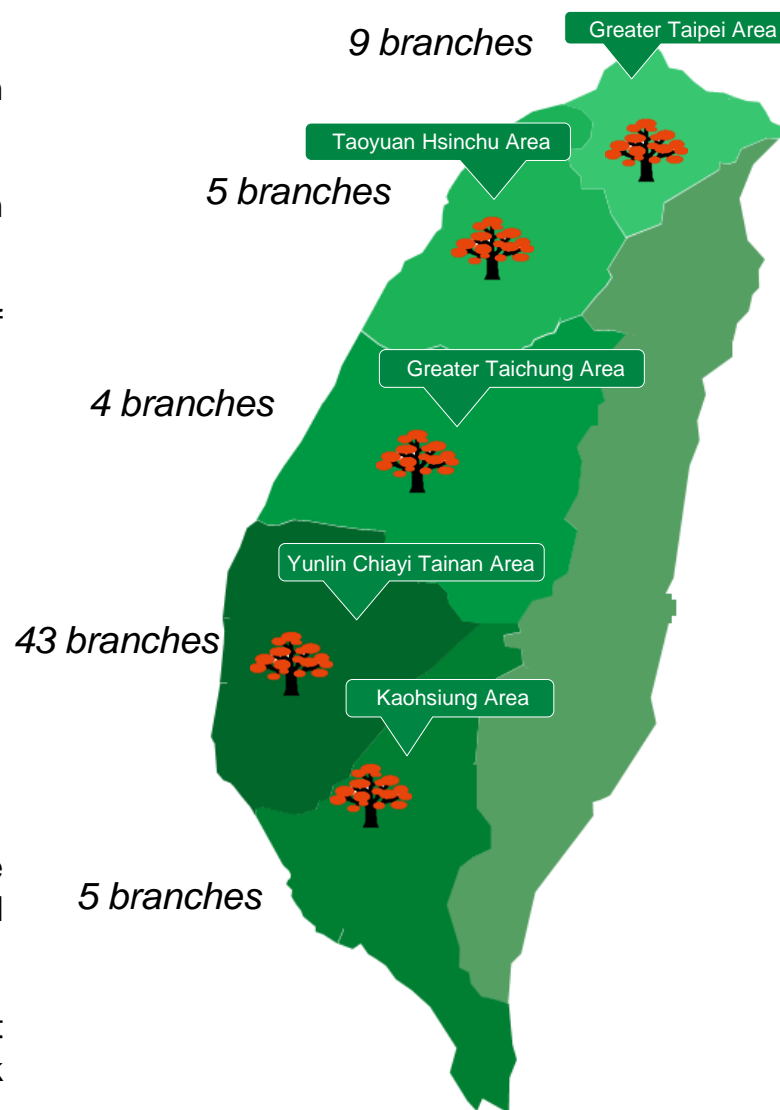 Greater Taipei Area
9 branches
Taoyuan Hsinchu Area
5 branches
Greater Taichung Area
4 branches
Yunlin Chiayi Tainan Area
43 branches
Kaohsiung Area
5 branches